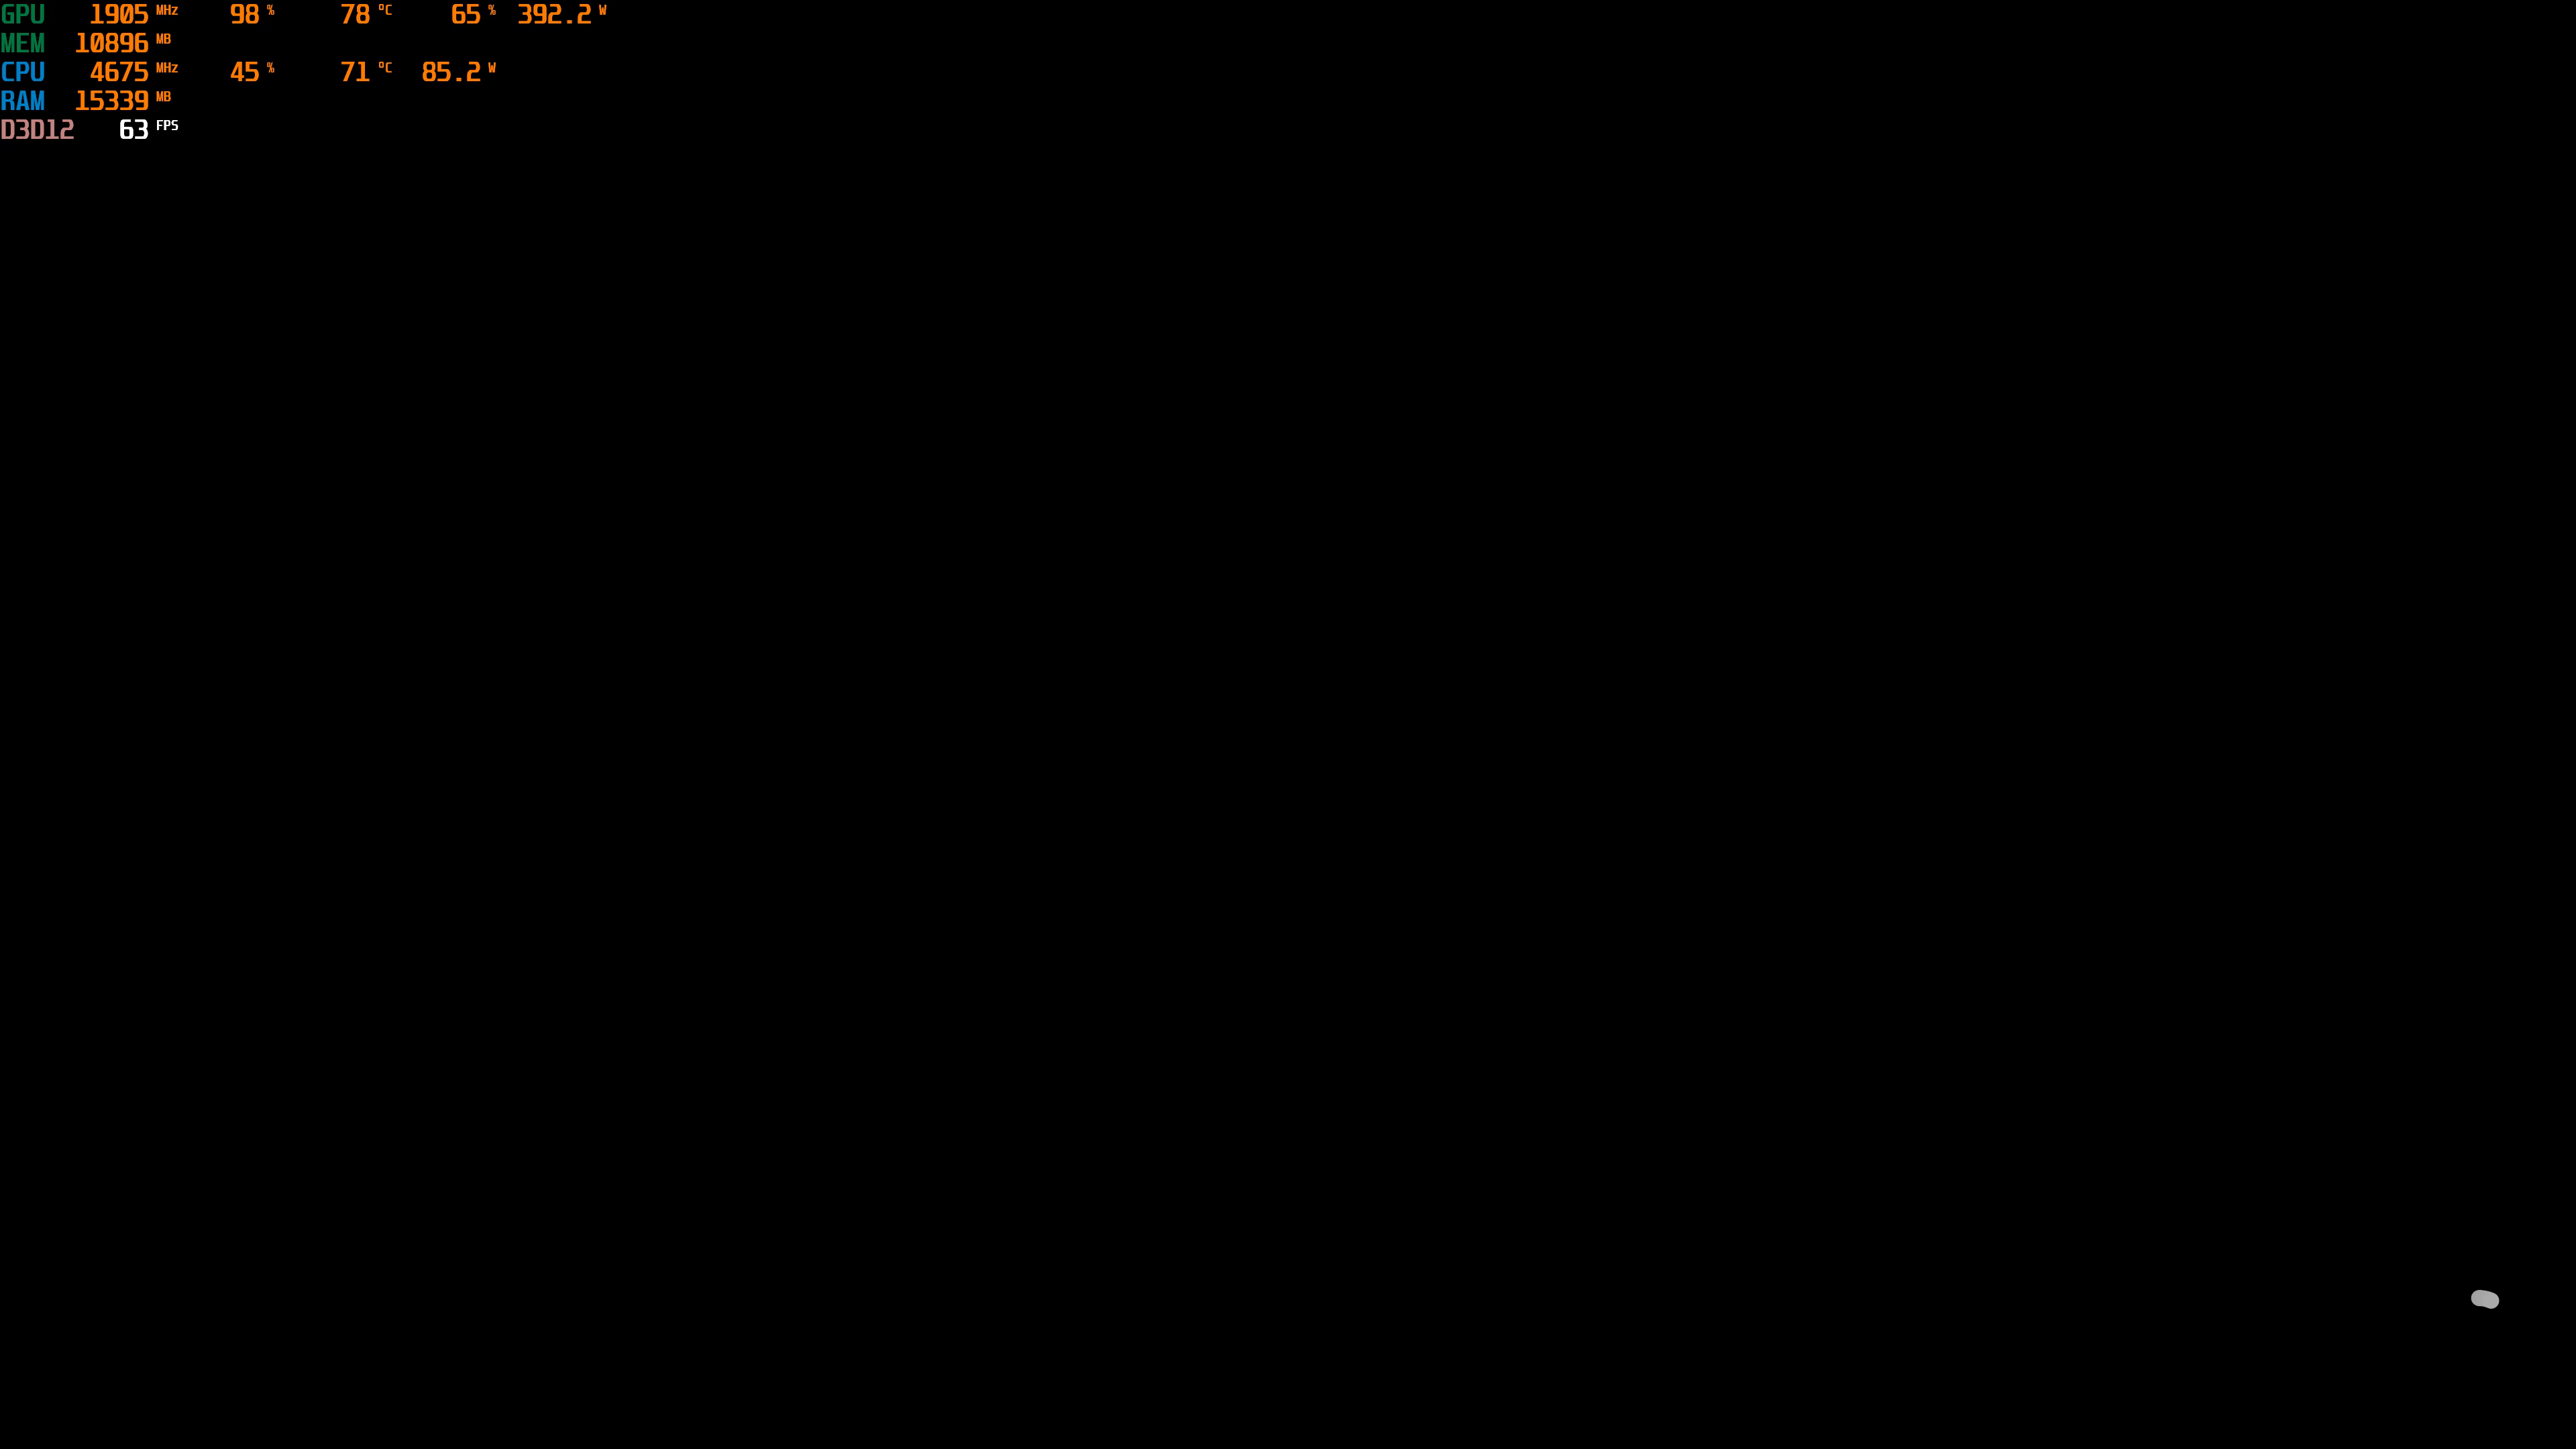 GPU 1905 MHz 98 % 78 °C 65 % 392.2 W
MEM 10896 MB
CPU 4675 MHz 45 % 71 °C 85.2 W
RAM 15339 MB
D3D12 63 FPS